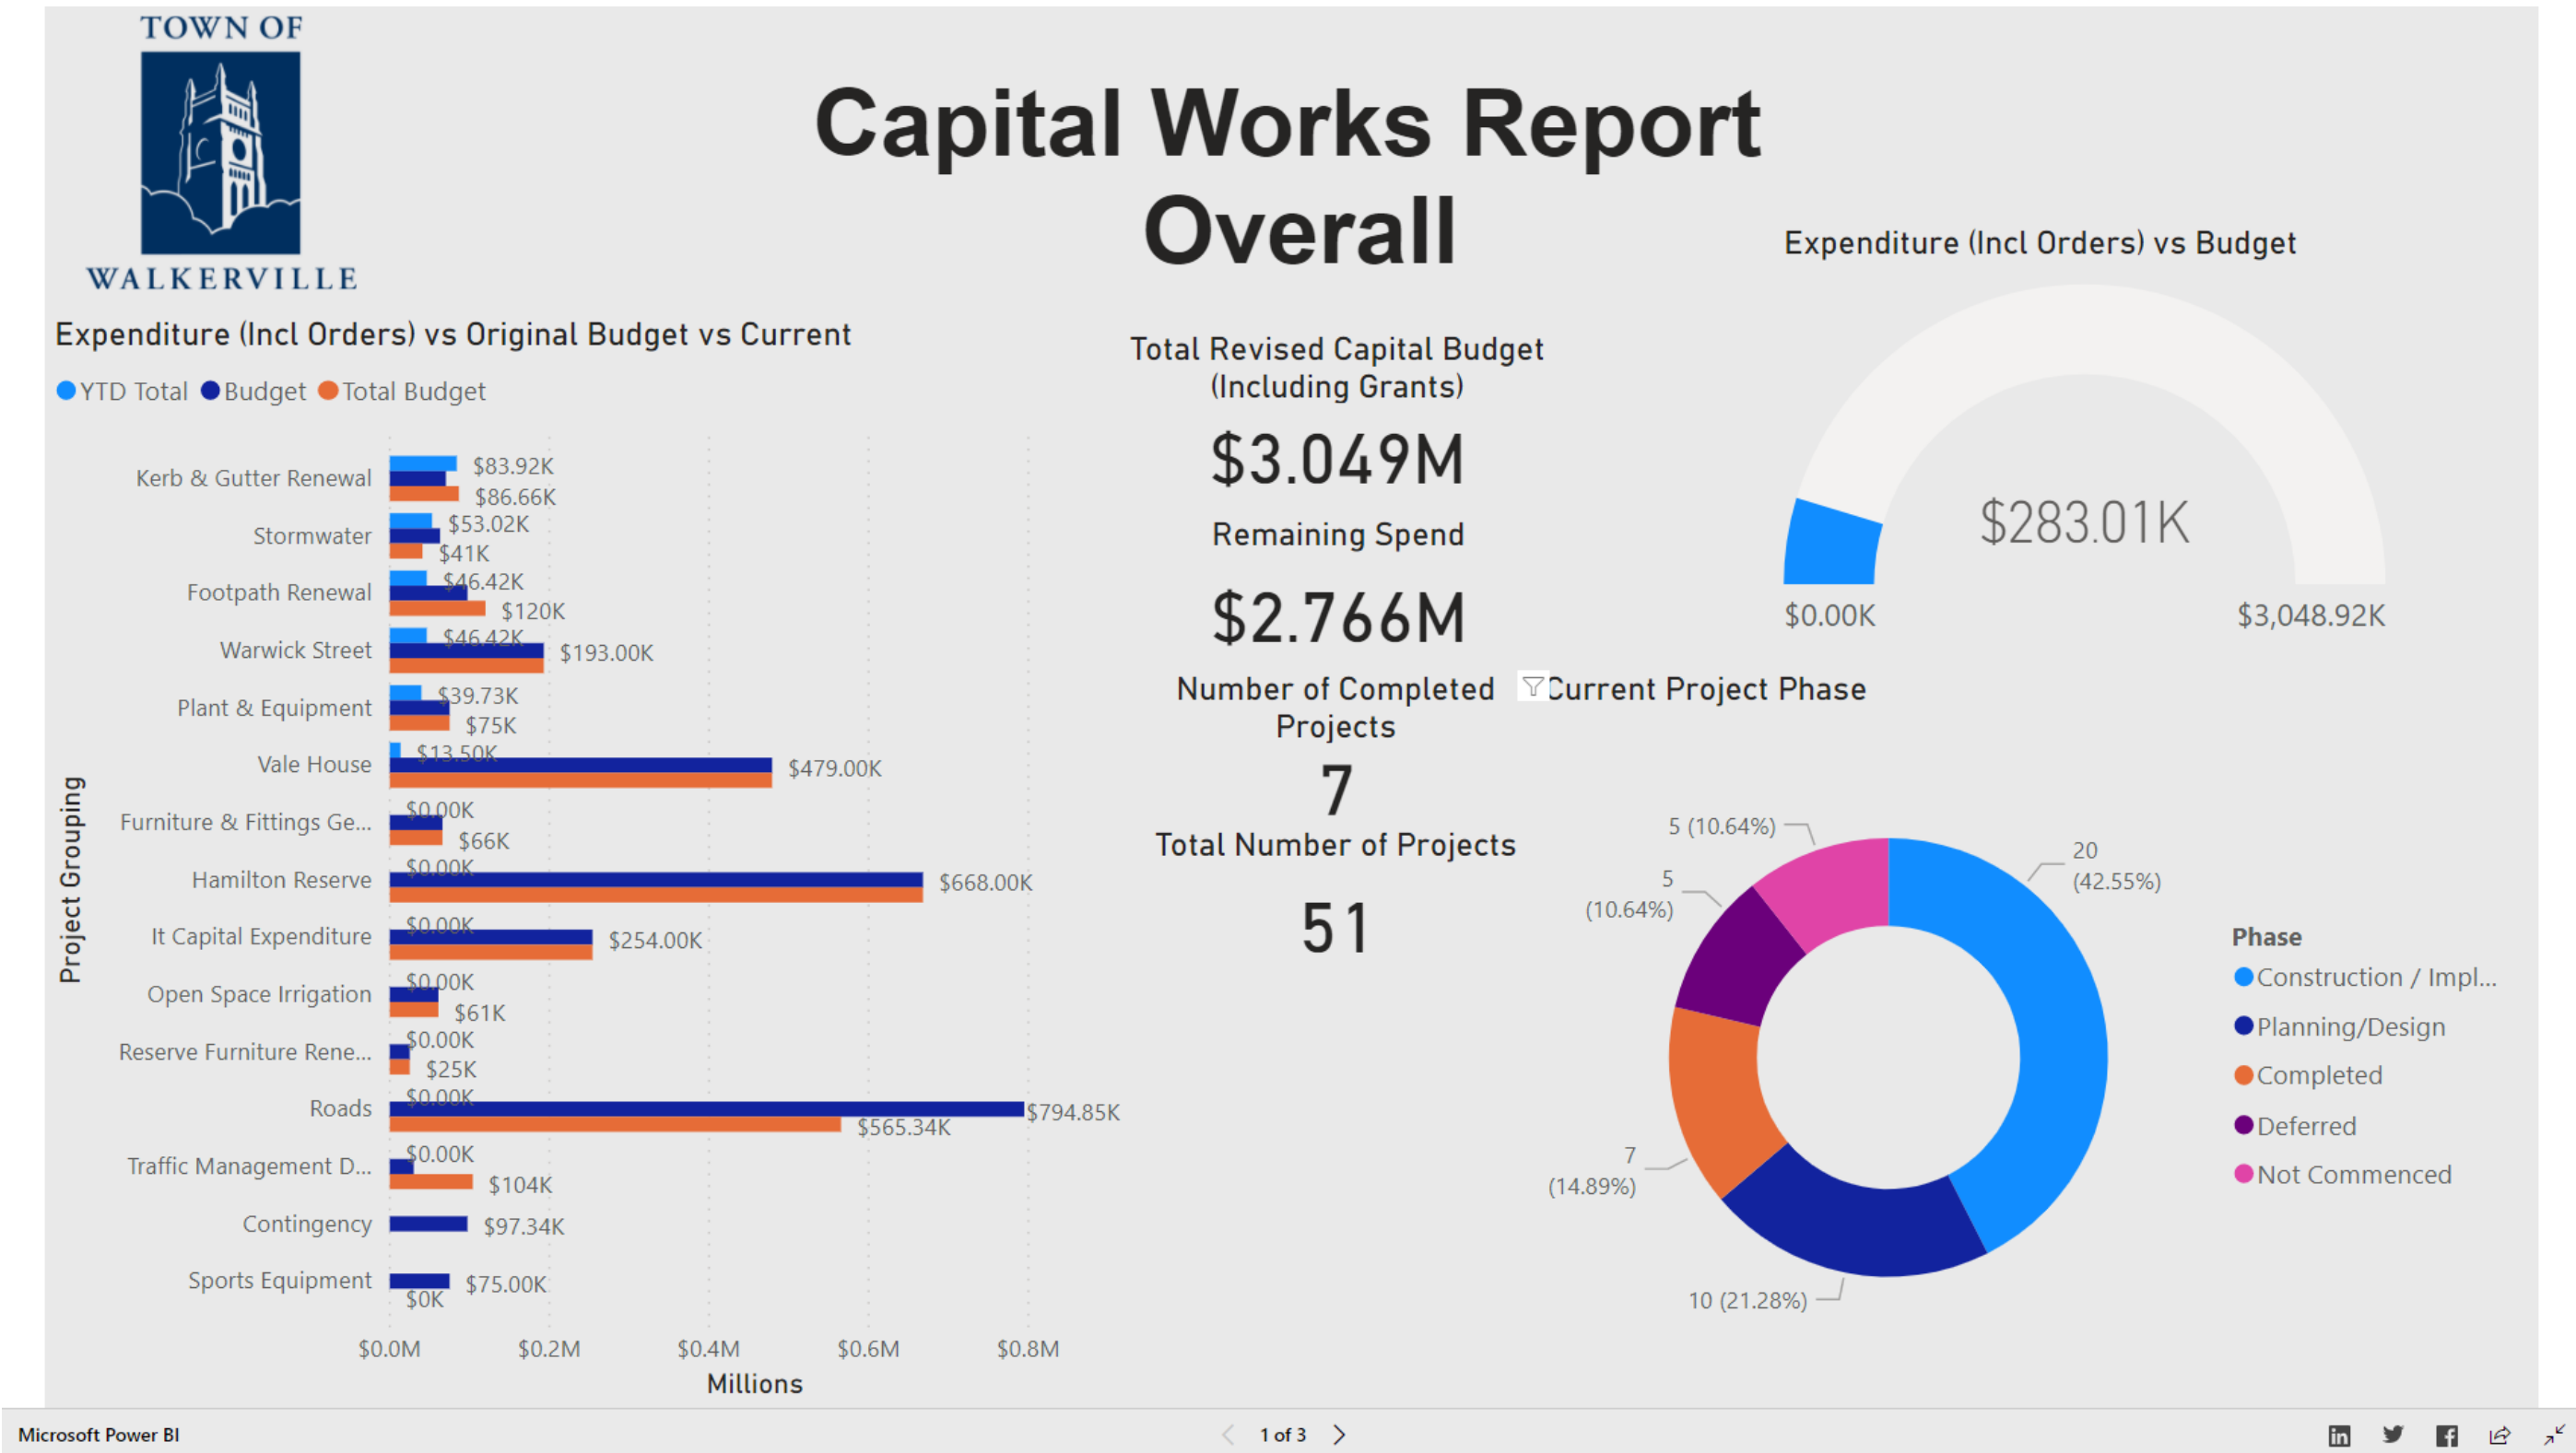 TOWN OF
WALKERVILLE
Capital Works Report
Overall
Expenditure (Incl Orders) vs Original Budget vs Current
YTD Total Budget Total Budget
Project Grouping
Kerb & Gutter Renewal $83.92K
$86.66K
Stormwater $53.02K
$41K
Footpath Renewal $46.42K
$120K
Warwick Street $46.42K
$193.00K
Plant & Equipment $39.73K
$75K
Vale House $13.50K
$479.00K
Furniture & Fittings Ge... $0.00K
$66K
Hamilton Reserve $0.00K
$668.00K
It Capital Expenditure $0.00K
$254.00K
Open Space Irrigation $0.00K
$61K
Reserve Furniture Rene... $0.00K
$25K
Roads $0.00K
$794.85K
$565.34K
Traffic Management D... $0.00K
$104K
Contingency $97.34K
Sports Equipment $75.00K
$0K
$0.0M $0.2M $0.4M $0.6M $0.8M
Millions
Total Revised Capital Budget
(Including Grants)
$3.049M
Remaining Spend
$2.766M
Number of Completed
Projects
7
Total Number of Projects
51
Expenditure (Incl Orders) vs Budget
$283.01K
$0.00K $3,048.92K
Current Project Phase
5 (10.64%)
20
(42.55%)
5
(10.64%)
7
(14.89%)
10 (21.28%)
Phase
Construction / Impl...
Planning/Design
Completed
Deferred
Not Commenced
Microsoft Power BI
1 of 3